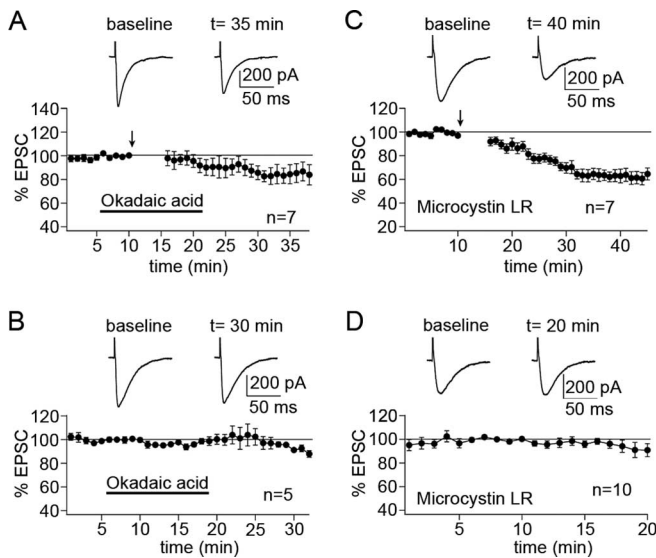 A
baseline
t= 35 min
200 pA
50 ms
140
120
100
80
60
40
% EPSC
Okadaic acid
n=7
5 10 15 20 25 30 35
time (min)
B
baseline
t= 30 min
200 pA
50 ms
120
100
80
60
40
% EPSC
Okadaic acid
n=5
5 10 15 20 25 30
time (min)
C
baseline
t= 40 min
200 pA
50 ms
120
100
80
60
40
20
% EPSC
Microcystin LR
n=7
10 20 30 40
time (min)
D
baseline
t= 20 min
200 pA
50 ms
120
100
80
60
40
% EPSC
Microcystin LR
n=10
5 10 15 20
time (min)